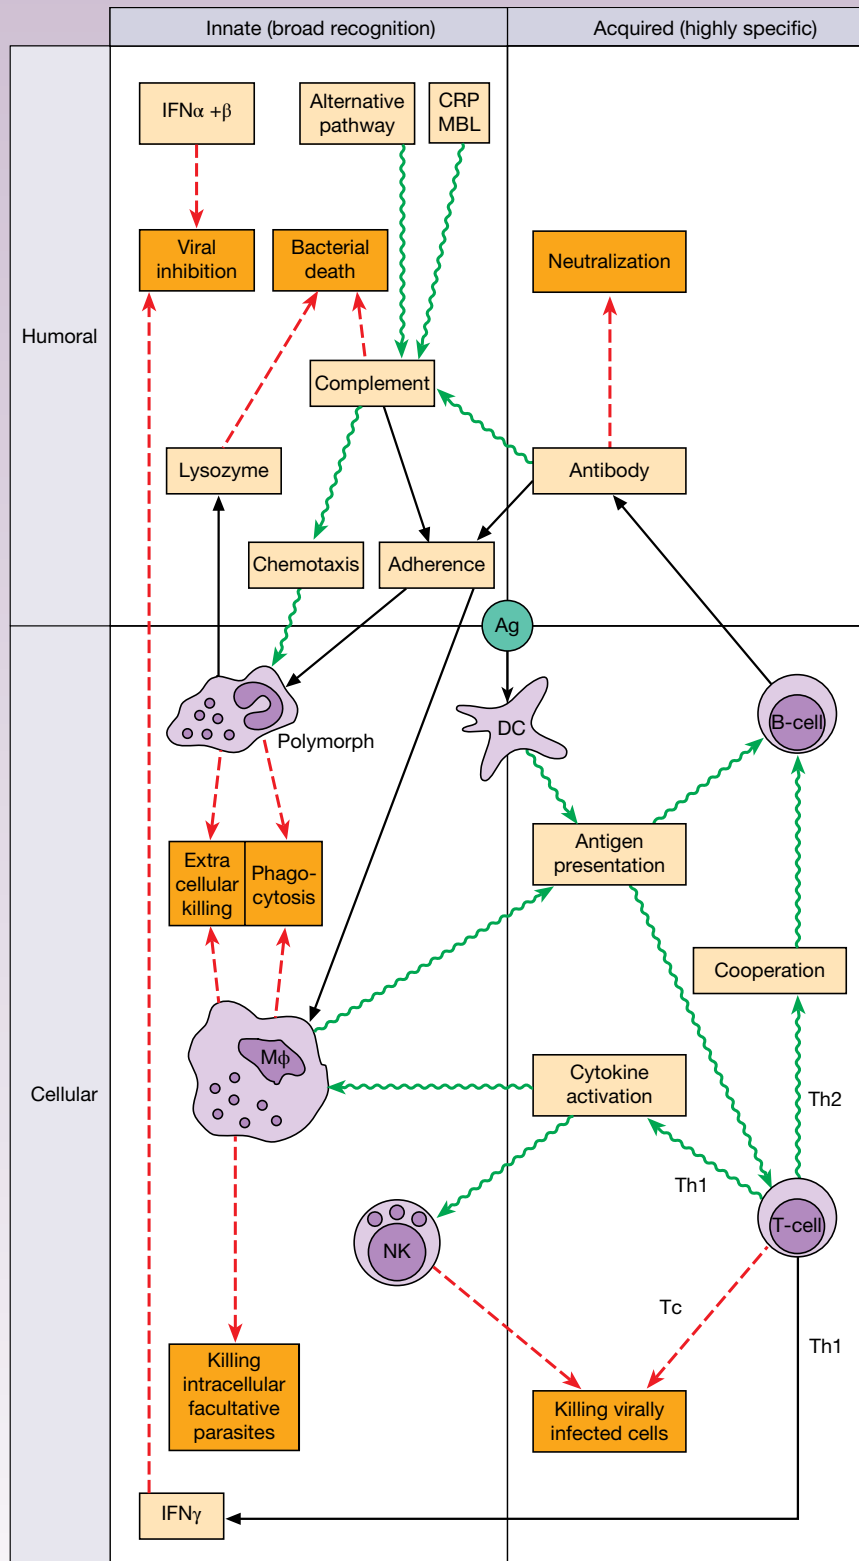 Innate (broad recognition)
Acquired (highly specific)
Humoral
IFNα +β
Alternative
pathway
CRP
MBL
Viral
inhibition
Bacterial
death
Neutralization
Complement
Lysozyme
Antibody
Chemotaxis
Adherence
Ag
Cellular
Polymorph
DC
B-cell
Extra
cellular
killing
Phago-
cytosis
Antigen
presentation
Cooperation
Mϕ
Cytokine
activation
Th2
Th1
NK
T-cell
Tc
Th1
Killing
intracellular
facultative
parasites
Killing virally
infected cells
IFNγ